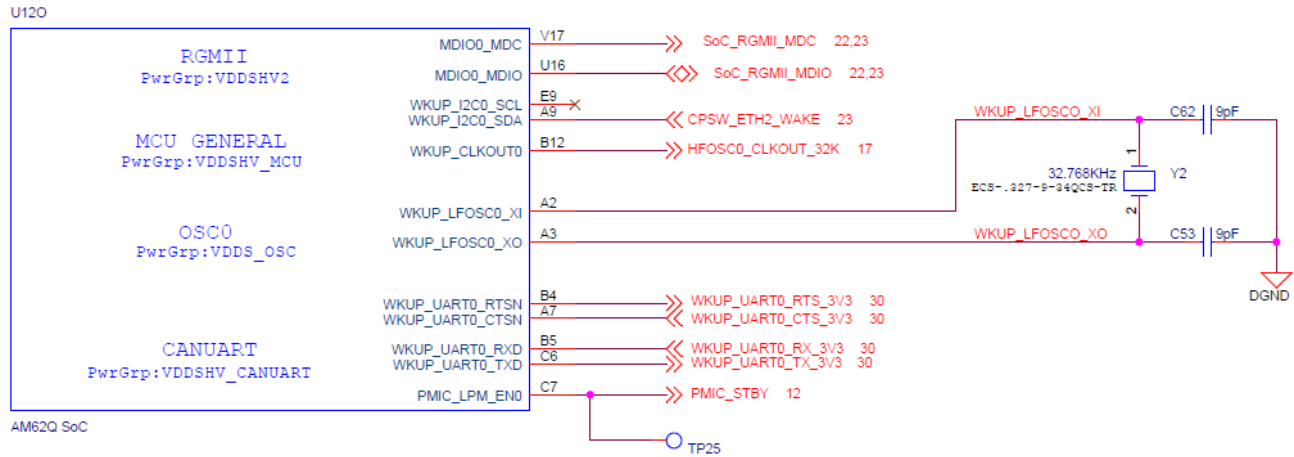 U12O
RGMII
PwrGrp:VDDSHV2
MDIO0_MDC V17 SoC_RGMII_MDC 22,23
MDIO0_MDIO U16 SoC_RGMII_MDIO 22,23
MCU GENERAL
PwrGrp:VDDSHV_MCU
WKUP_I2C0_SCL E9
WKUP_I2C0_SDA A9 CPSW_ETH2_WAKE 23
WKUP_CLKOUT0 B12 HFOSC0_CLKOUT_32K 17
OSC0
PwrGrp:VDDS_OSC
WKUP_LFOSC0_XI A2
WKUP_LFOSC0_XO A3
WKUP_LFOSCO_XI
C62 9pF
1
32.768KHz Y2
ECS-.327-9-34QCS-TR
2
WKUP_LFOSCO_XO
C53 9pF
DGND
CANUART
PwrGrp:VDDSHV_CANUART
WKUP_UART0_RTSN B4 WKUP_UART0_RTS_3V3 30
WKUP_UART0_CTSN A7 WKUP_UART0_CTS_3V3 30
WKUP_UART0_RXD B5 WKUP_UART0_RX_3V3 30
WKUP_UART0_TXD C6 WKUP_UART0_TX_3V3 30
PMIC_LPM_EN0 C7 PMIC_STBY 12
TP25
AM62Q SoC